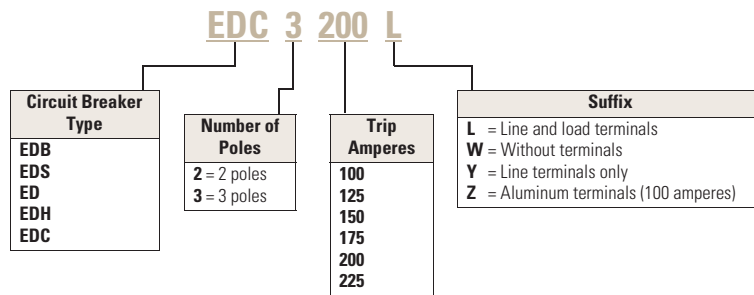 EDC 3 200 L
Circuit Breaker
Type
EDB
EDS
ED
EDH
EDC
Number of
Poles
2 = 2 poles
3 = 3 poles
Trip
Amperes
100
125
150
175
200
225
Suffix
L = Line and load terminals
W = Without terminals
Y = Line terminals only
Z = Aluminum terminals (100 amperes)